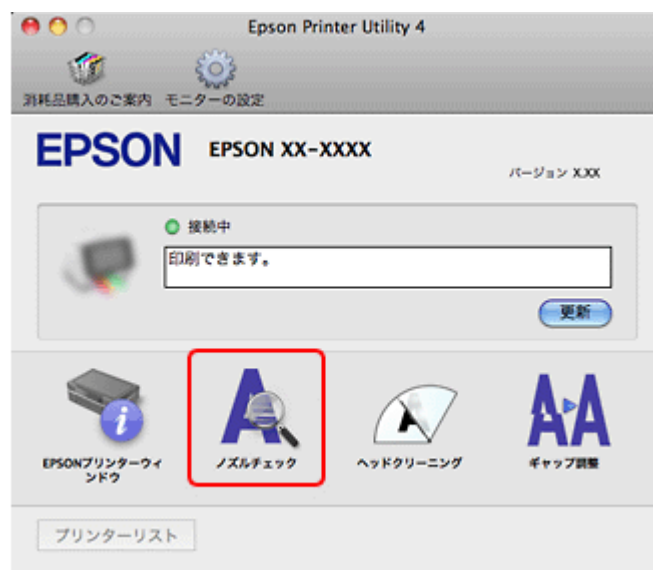 Epson Printer Utility 4
消耗品購入のご案内 モニターの設定
EPSON EPSON XX-XXXX
バージョン X.XX
接続中
印刷できます。
更新
EPSONプリンターウィ
ンドウ
ノズルチェック
ヘッドクリーニング
ギャップ調整
プリンターリスト